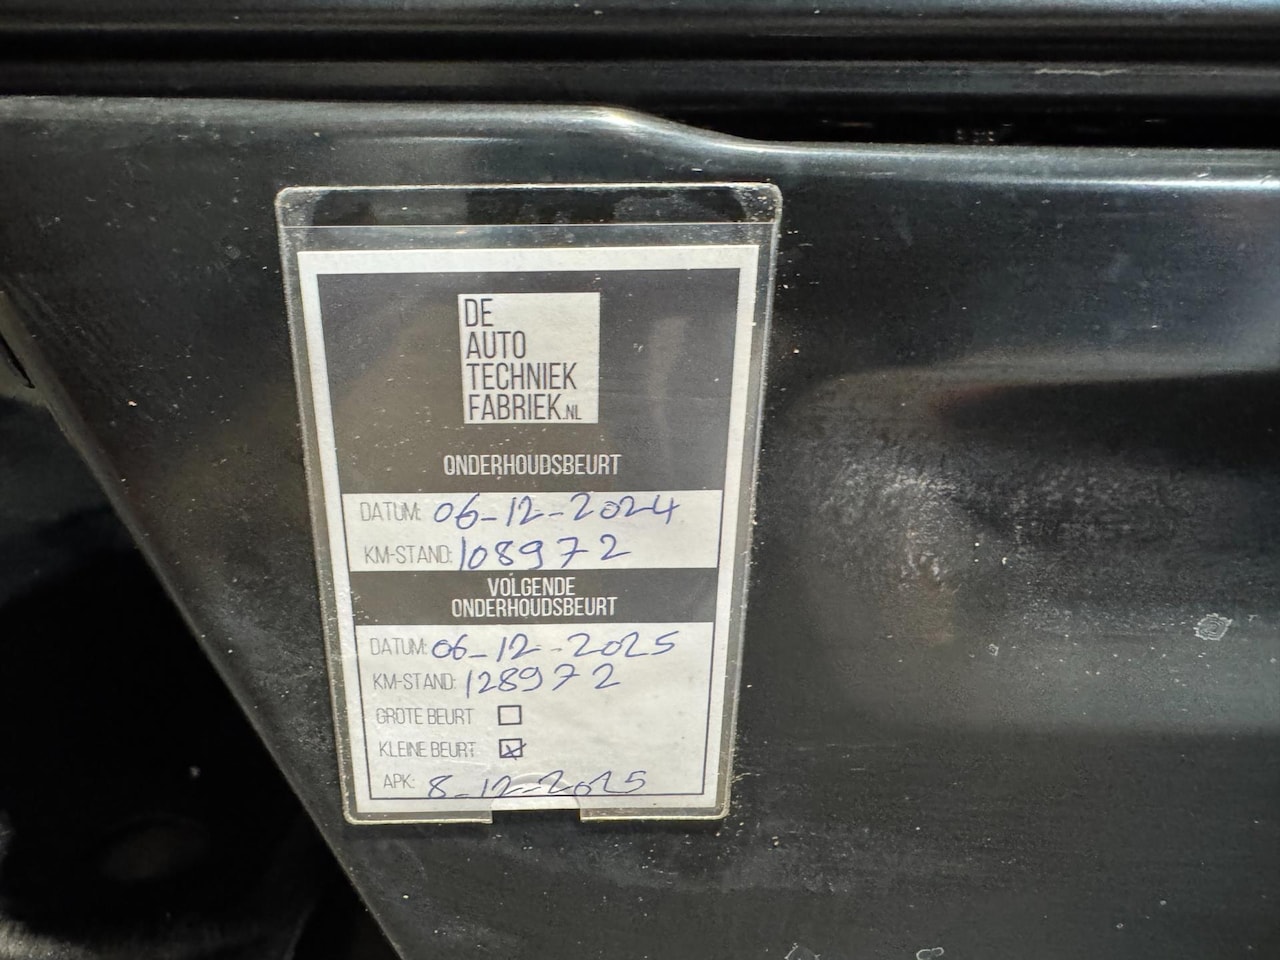 DE
AUTO
TECHNIEK
FABRIEK.NL
ONDERHOUDSBEURT
DATUM: 06-12-2024
KM-STAND: 108972
VOLGENDE
ONDERHOUDSBEURT
DATUM: 06-12-2025
KM-STAND: 128972
GROTE BEURT
KLEINE BEURT
APK: 8-12-2025